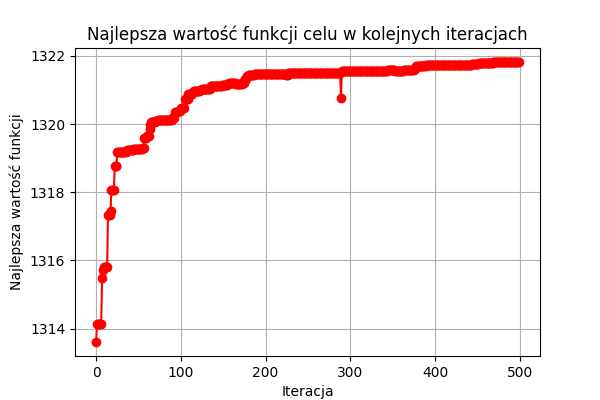 Najlepsza wartość funkcji celu w kolejnych iteracjach
1322
1320
1318
1316
1314
Najlepsza wartość funkcji
0 100 200 300 400 500
Iteracja